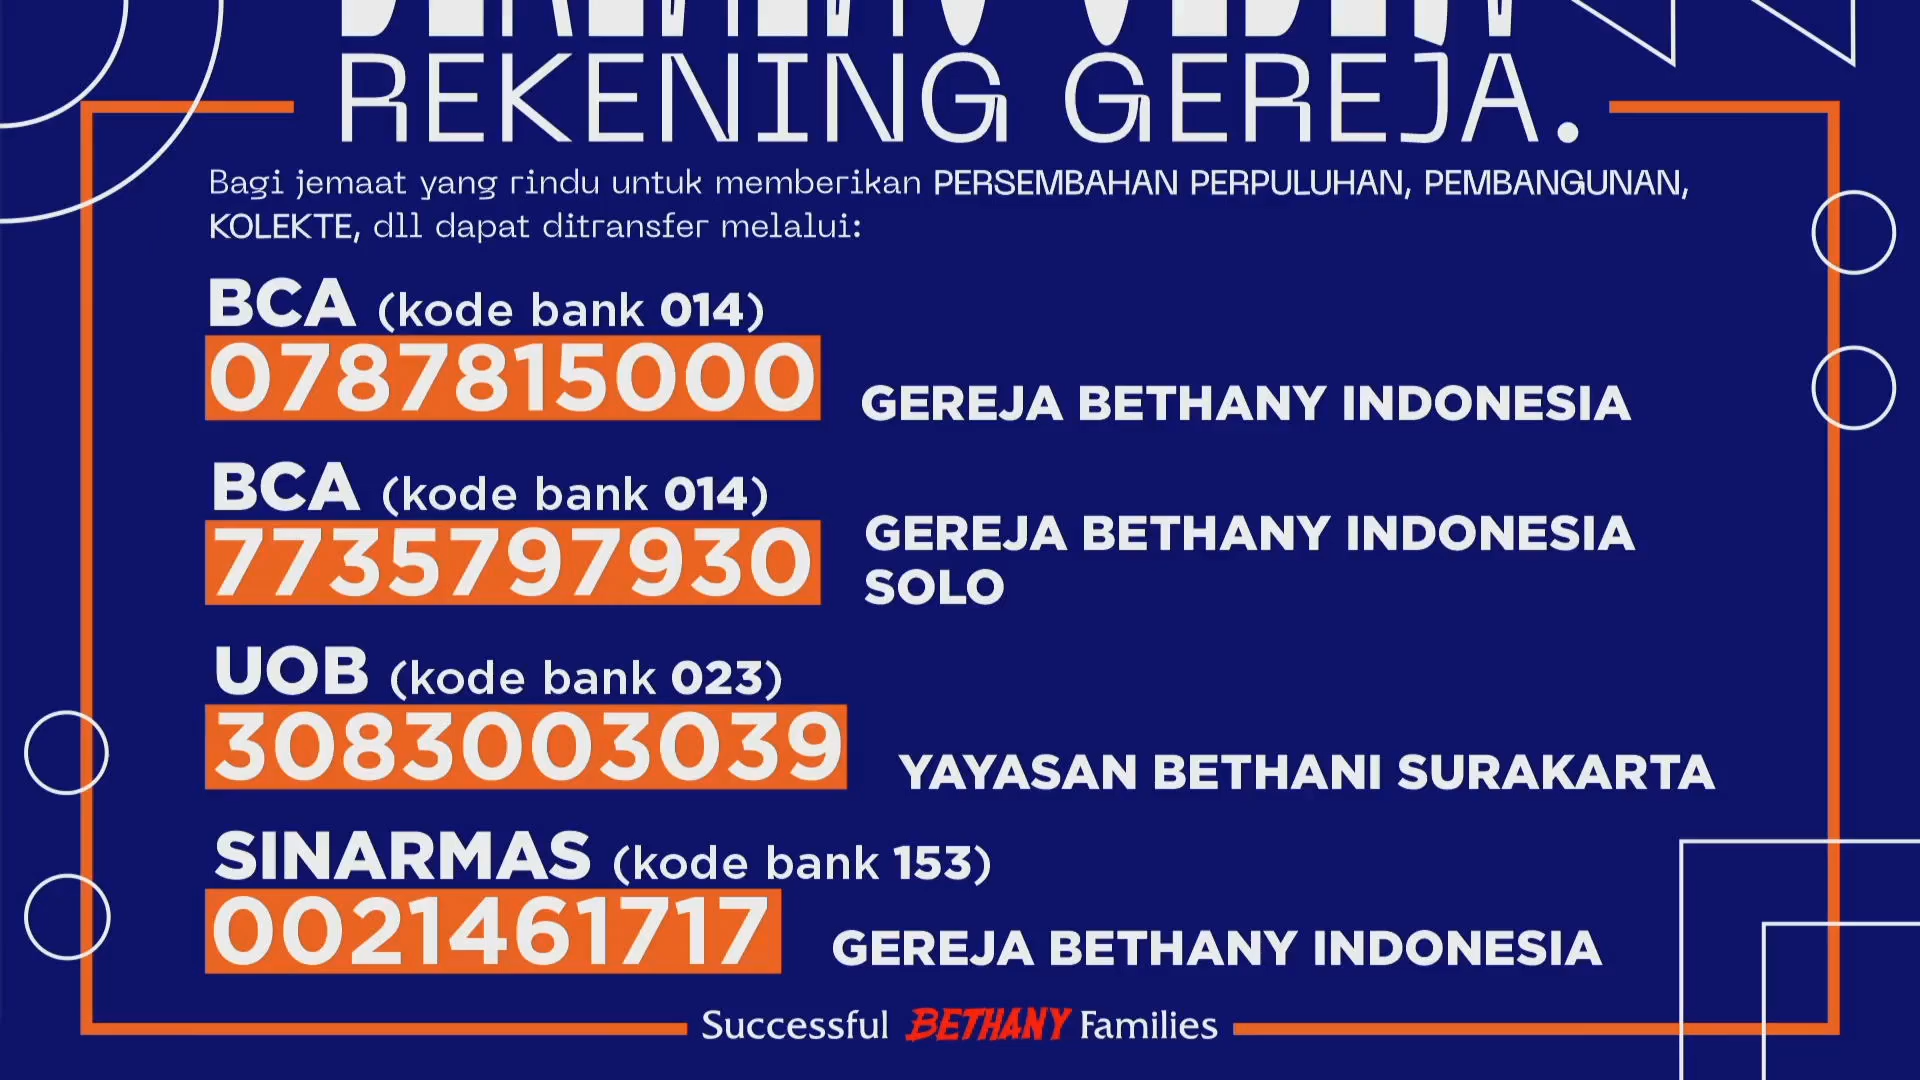 REKENING GEREJA.
Bagi jemaat yang rindu untuk memberikan PERSEMBAHAN PERPULUHAN, PEMBANGUNAN,
KOLEKTE, dll dapat ditransfer melalui:
BCA (kode bank 014)
0787815000 GEREJA BETHANY INDONESIA
BCA (kode bank 014)
7735797930 GEREJA BETHANY INDONESIA
SOLO
UOB (kode bank 023)
3083003039 YAYASAN BETHANI SURAKARTA
SINARMAS (kode bank 153)
0021461717 GEREJA BETHANY INDONESIA
Successful BETHANY Families